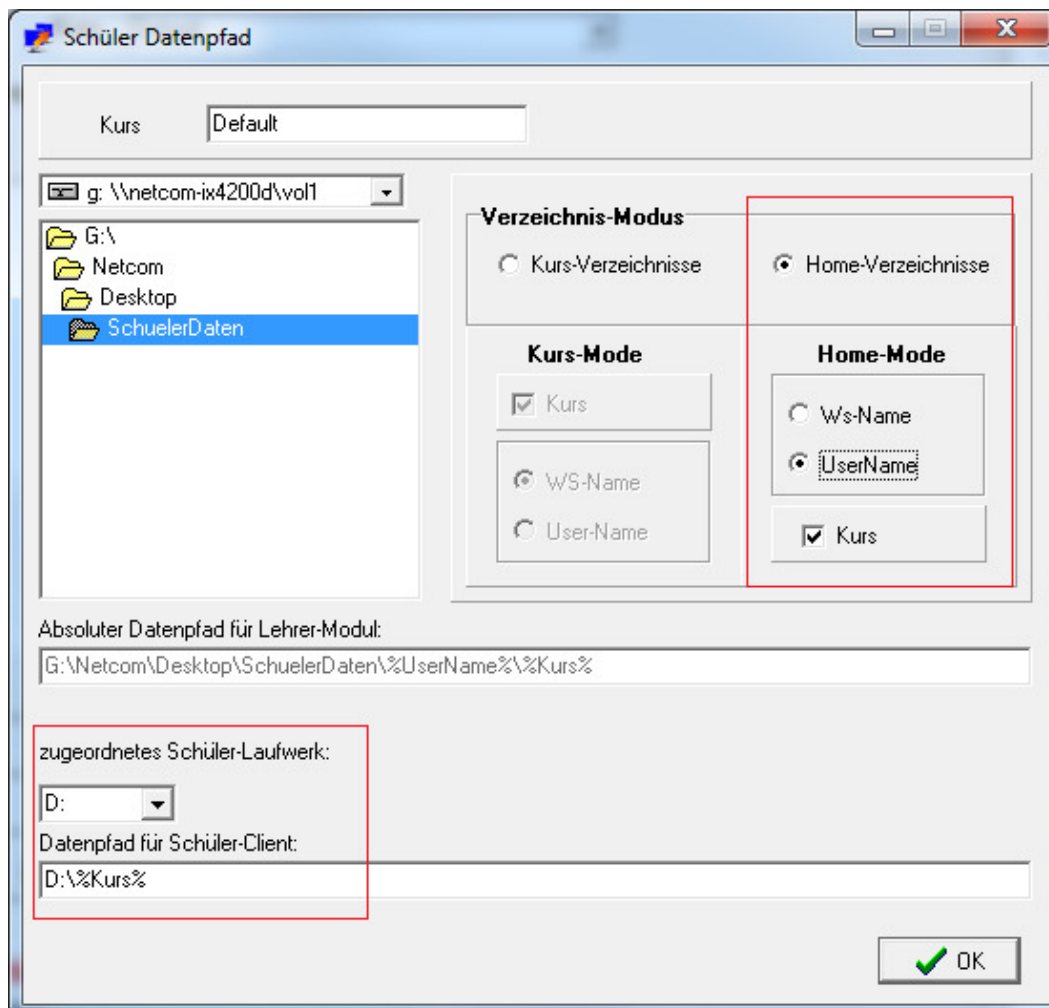 Schüler Datenpfad
Kurs Default
g: \\netcom-ix4200d\vol1
G:\
Netcom
Desktop
SchuelerDaten
Verzeichnis-Modus
Kurs-Verzeichnisse Home-Verzeichnisse
Kurs-Mode
Kurs
WS-Name
User-Name
Home-Mode
Ws-Name
UserName
Kurs
Absoluter Datenpfad für Lehrer-Modul:
G:\Netcom\Desktop\SchuelerDaten\%UserName%\%Kurs%
zugeordnetes Schüler-Laufwerk:
D:
Datenpfad für Schüler-Client:
D:\%Kurs%
OK